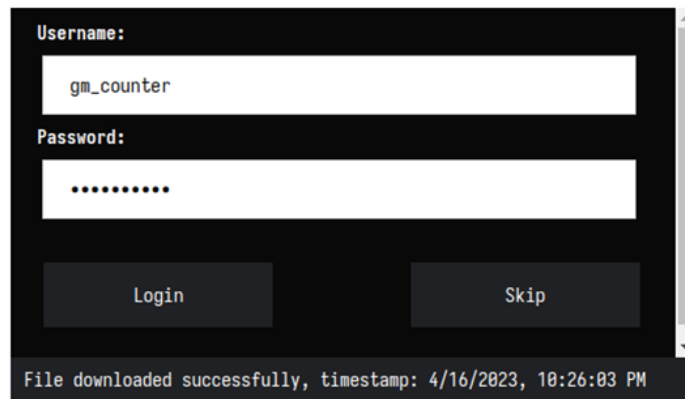 Username:
gm_counter
Password:
••••••••••
Login
Skip
File downloaded successfully, timestamp: 4/16/2023, 10:26:03 PM